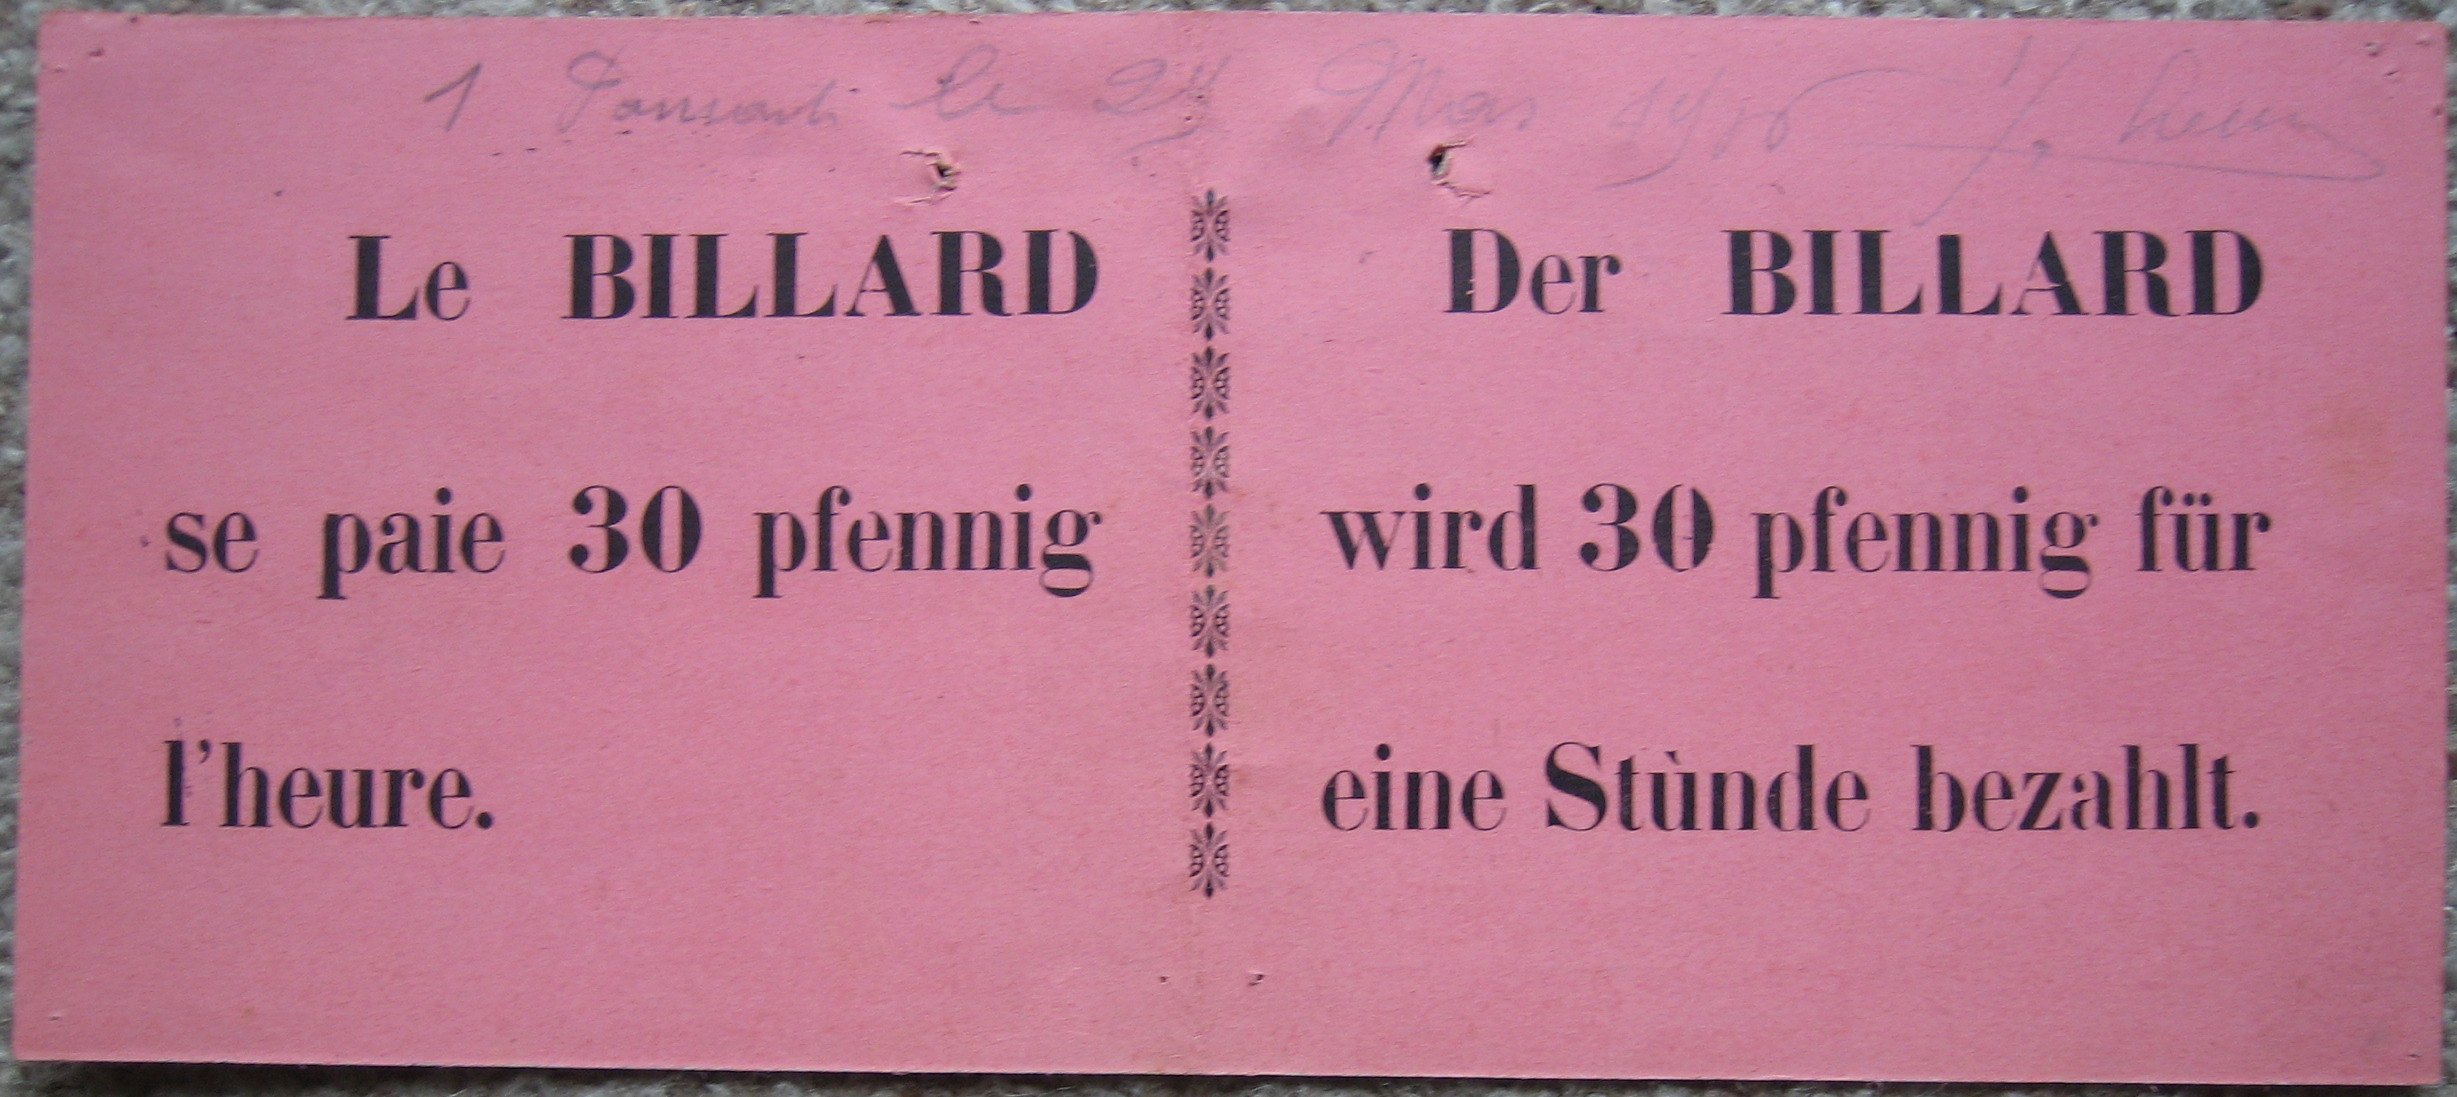 1 le 24 Mars
Le BILLARD
se paie 30 pfennig
l'heure.
Der BILLARD
wird 30 pfennig für
eine Stùnde bezahlt.